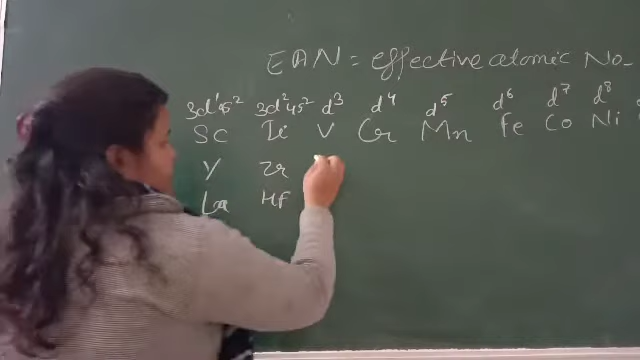 EAN = effective atomic No-
3d¹4s² 3d²4s² d³ d⁴ d⁵ d⁶ d⁷ d⁸
Sc Ti V Cr Mn Fe Co Ni
Y Zr
La Hf